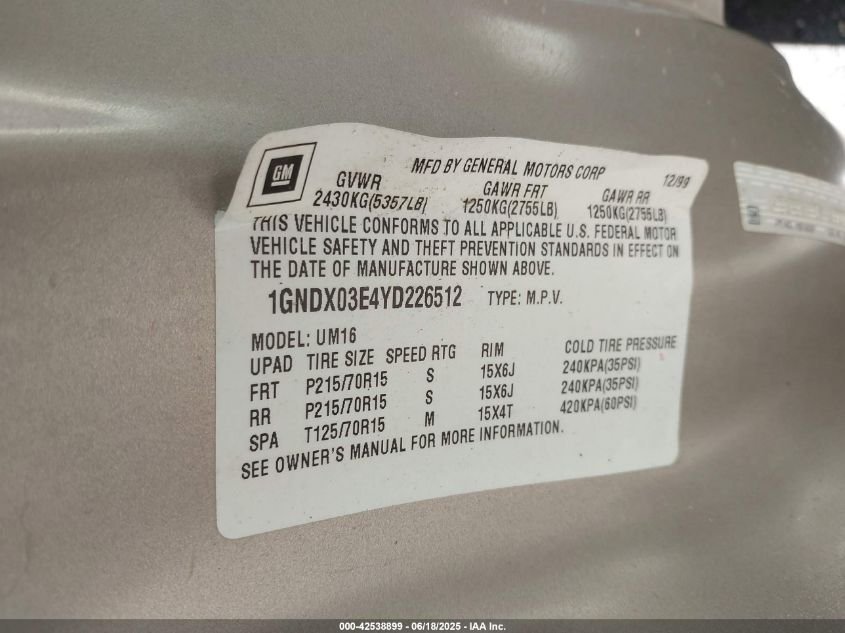 GM
MFD BY GENERAL MOTORS CORP
12/99
GVWR GAWR FRT GAWR RR
2430KG(5357LB) 1250KG(2755LB) 1250KG(2755LB)
THIS VEHICLE CONFORMS TO ALL APPLICABLE U.S. FEDERAL MOTOR
VEHICLE SAFETY AND THEFT PREVENTION STANDARDS IN EFFECT ON
THE DATE OF MANUFACTURE SHOWN ABOVE.
1GNDX03E4YD226512 TYPE: M.P.V.
MODEL: UM16
UPAD TIRE SIZE SPEED RTG RIM COLD TIRE PRESSURE
FRT P215/70R15 S 15X6J 240KPA(35PSI)
RR P215/70R15 S 15X6J 240KPA(35PSI)
SPA T125/70R15 M 15X4T 420KPA(60PSI)
SEE OWNER'S MANUAL FOR MORE INFORMATION.
000-42538899 - 06/18/2025 - IAA Inc.